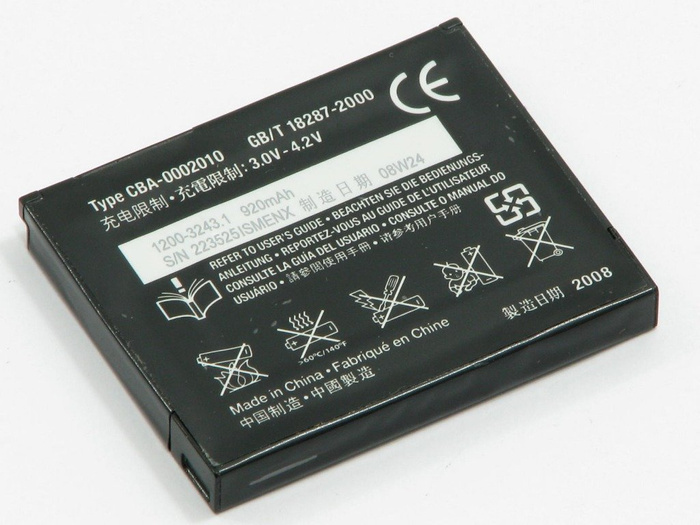 Type CBA-0002010 GB/T 18287-2000
充电限制·充電限制: 3.0V-4.2V
1200-3243.1 920mAh
S/N 223525ISMENX 制造日期 08W24
REFER TO USER'S GUIDE · BEACHTEN SIE DIE BEDIENUNGS-
ANLEITUNG · REPORTEZ-VOUS AU GUIDE DE L'UTILISATEUR
CONSULTE LA GUÍA DEL USUARIO · CONSULTE O MANUAL DO
USUÁRIO · 請參閱使用手冊 · 请参考用户手册
CE
>60°C/140°F
Made in China · Fabriqué en Chine
中国制造 · 中國製造
製造日期 2008